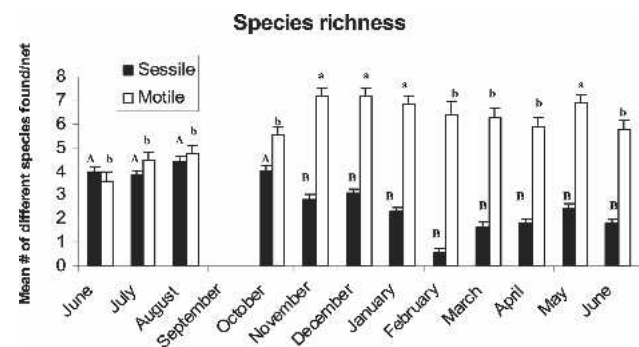 Species richness
Mean # of different species found/net
8
7
6
5
4
3
2
1
0
Sessile
Motile
A b A b A b A b B a B a B a B b B b B b B a B b
June July August September October November December January February March April May June